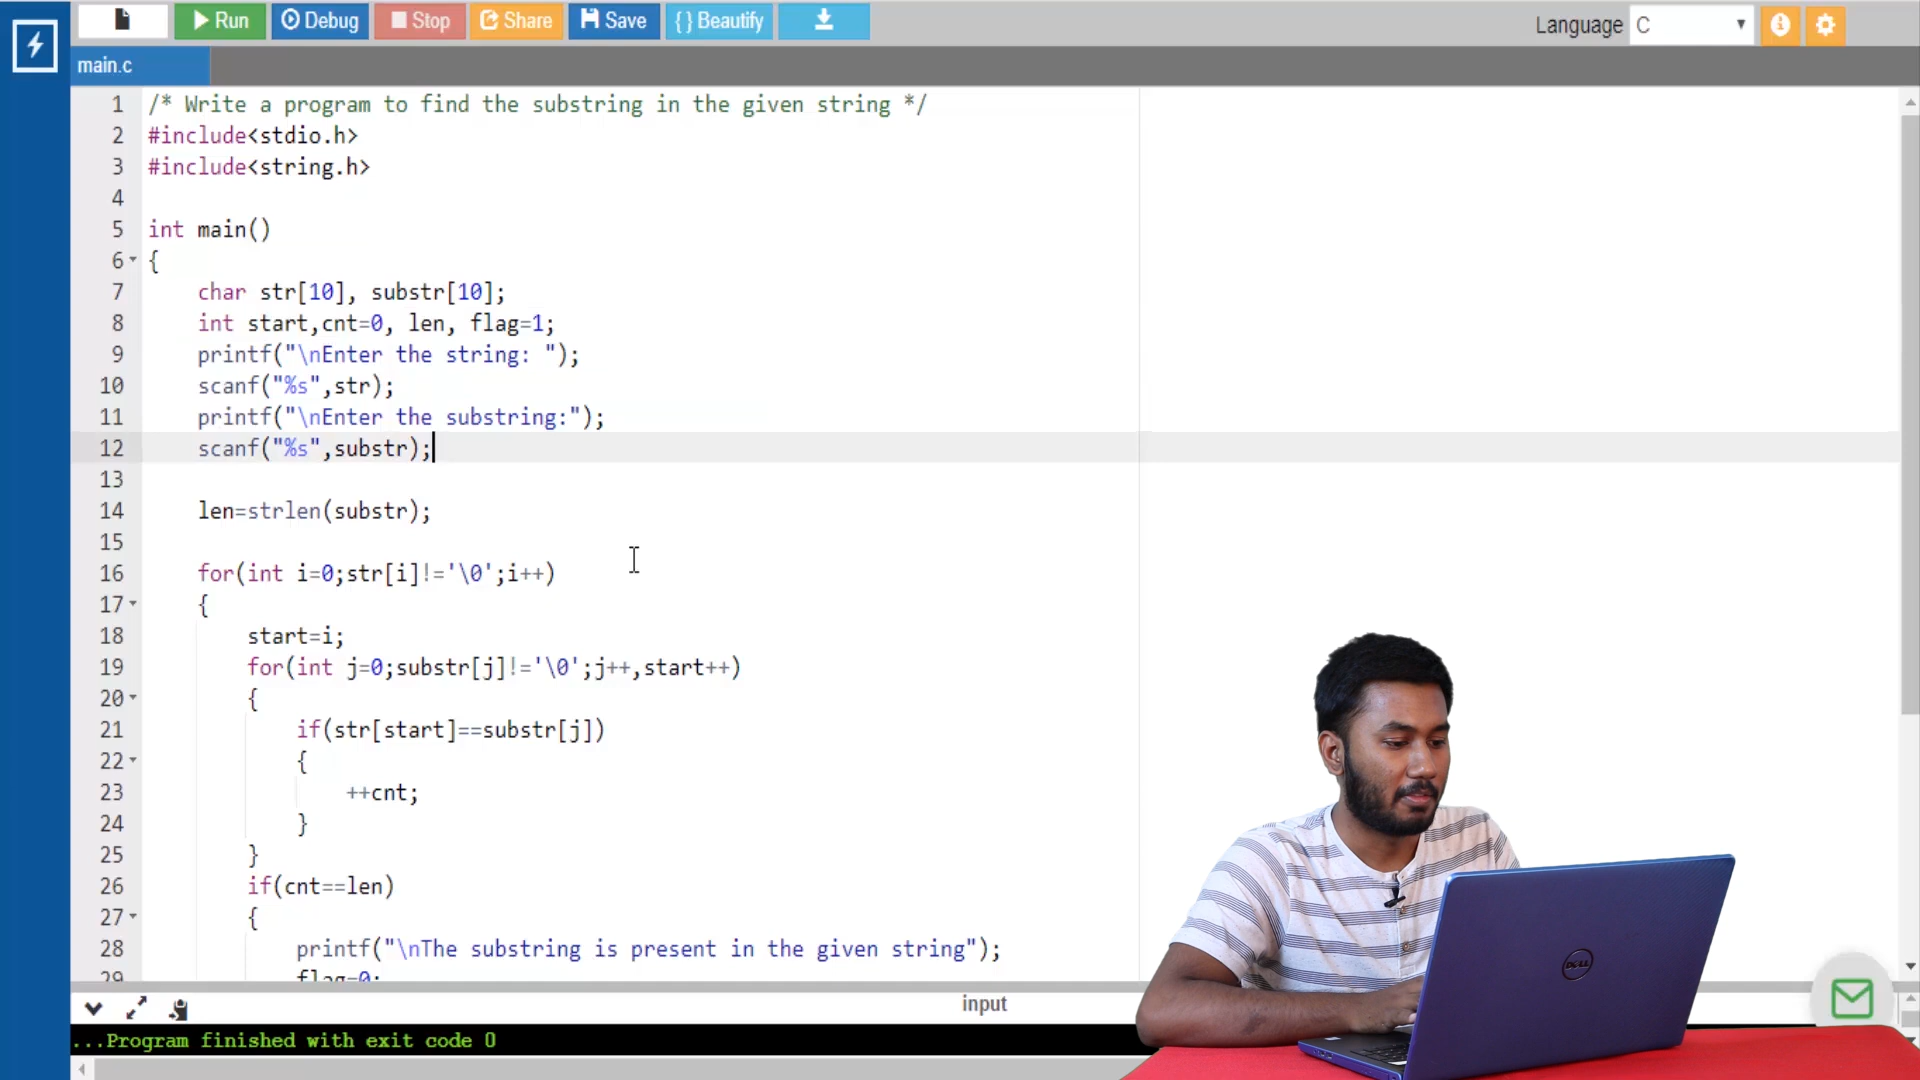 Run Debug Stop Share Save { } Beautify Language C
main.c
1 /* Write a program to find the substring in the given string */
2 #include<stdio.h>
3 #include<string.h>
4
5 int main()
6 {
7 char str[10], substr[10];
8 int start,cnt=0, len, flag=1;
9 printf("\nEnter the string: ");
10 scanf("%s",str);
11 printf("\nEnter the substring:");
12 scanf("%s",substr);
13
14 len=strlen(substr);
15
16 for(int i=0;str[i]!='\0';i++)
17 {
18 start=i;
19 for(int j=0;substr[j]!='\0';j++,start++)
20 {
21 if(str[start]==substr[j])
22 {
23 ++cnt;
24 }
25 }
26 if(cnt==len)
27 {
28 printf("\nThe substring is present in the given string");
29 flag=0;
input
...Program finished with exit code 0
DELL